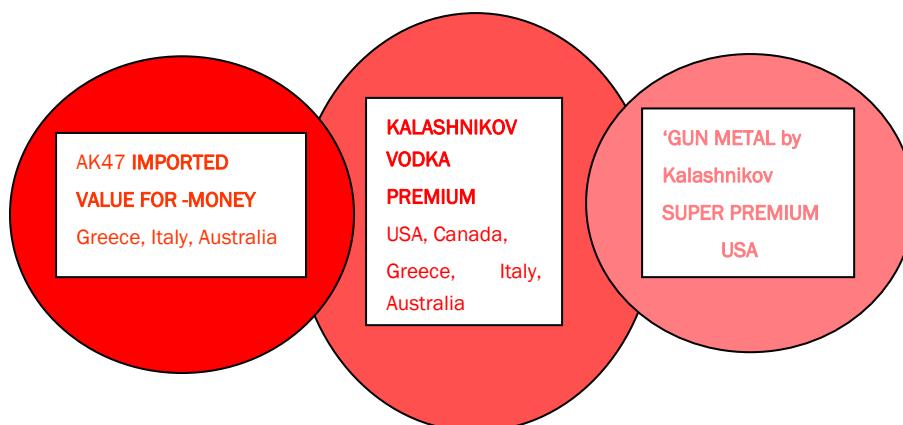 AK47 IMPORTED
VALUE FOR -MONEY
Greece, Italy, Australia
KALASHNIKOV
VODKA
PREMIUM
USA, Canada,
Greece, Italy,
Australia
‘GUN METAL by
Kalashnikov
SUPER PREMIUM
USA